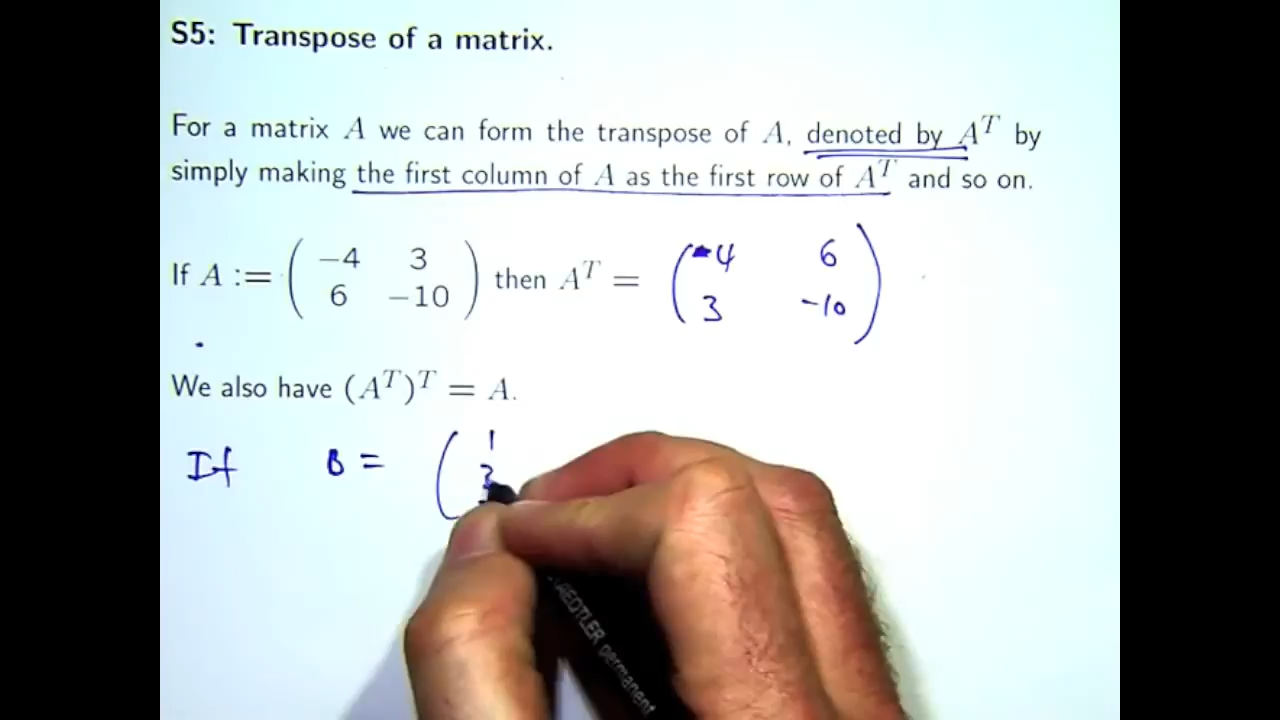 S5: Transpose of a matrix.
For a matrix A we can form the transpose of A, denoted by A^T by
simply making the first column of A as the first row of A^T and so on.
If A := ( −4 3 ; 6 −10 ) then A^T = ( -4 6 ; 3 -10 )
We also have (A^T)^T = A.
If B = ( 1
STAEDTLER permanent